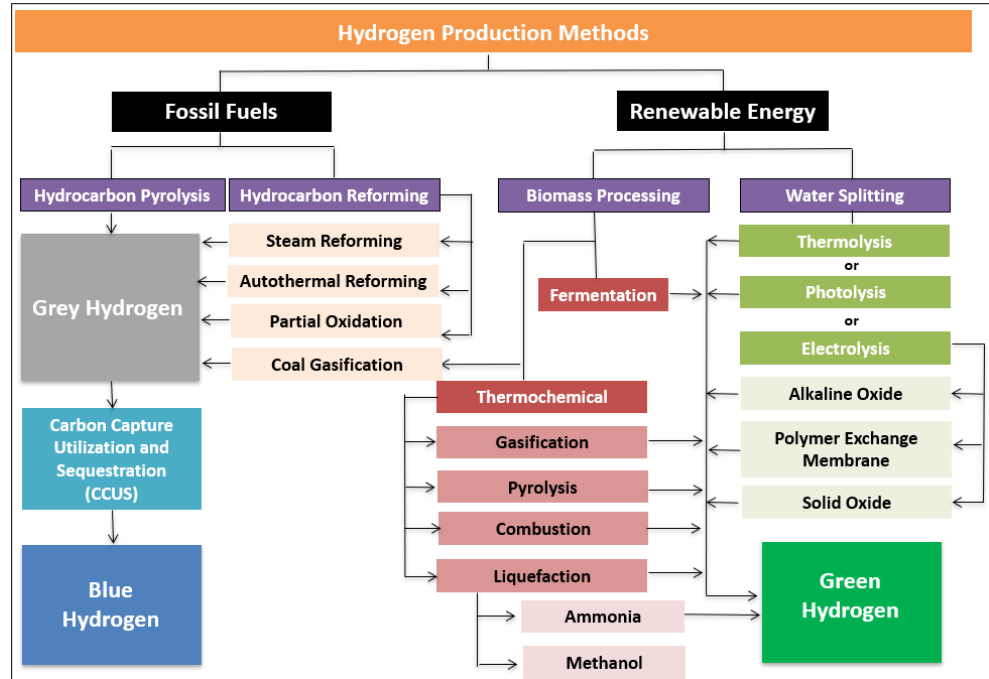 Hydrogen Production Methods
Fossil Fuels
Renewable Energy
Hydrocarbon Pyrolysis
Hydrocarbon Reforming
Biomass Processing
Water Splitting
Steam Reforming
Autothermal Reforming
Partial Oxidation
Coal Gasification
Grey Hydrogen
Carbon Capture
Utilization and
Sequestration
(CCUS)
Blue
Hydrogen
Fermentation
Thermochemical
Gasification
Pyrolysis
Combustion
Liquefaction
Ammonia
Methanol
Thermolysis
or
Photolysis
or
Electrolysis
Alkaline Oxide
Polymer Exchange
Membrane
Solid Oxide
Green
Hydrogen